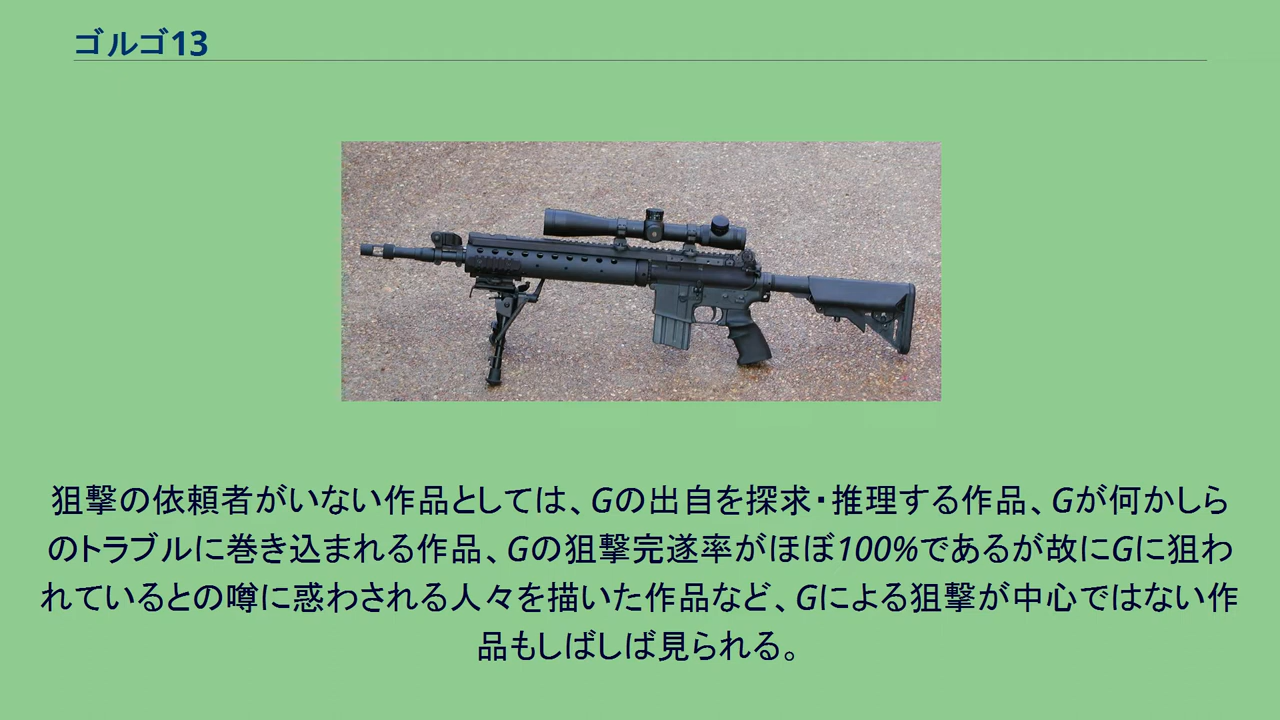 ゴルゴ13
狙撃の依頼者がいない作品としては、Gの出自を探求・推理する作品、Gが何かしら
のトラブルに巻き込まれる作品、Gの狙撃完遂率がほぼ100%であるが故にGに狙わ
れているとの噂に惑わされる人々を描いた作品など、Gによる狙撃が中心ではない作
品もしばしば見られる。